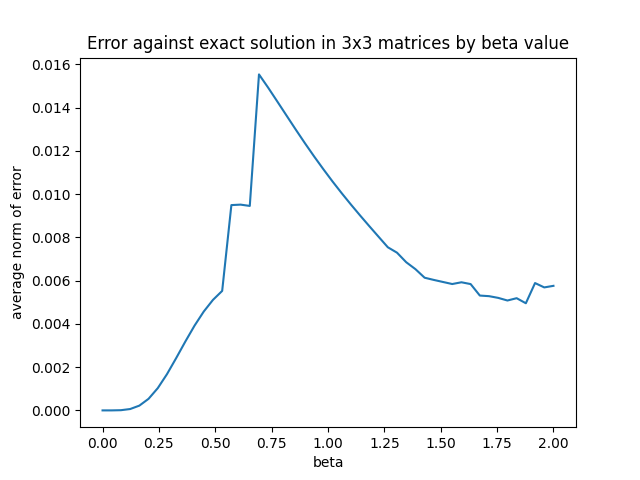 Error against exact solution in 3x3 matrices by beta value
0.016
0.014
0.012
0.010
0.008
0.006
0.004
0.002
0.000
average norm of error
0.00 0.25 0.50 0.75 1.00 1.25 1.50 1.75 2.00
beta